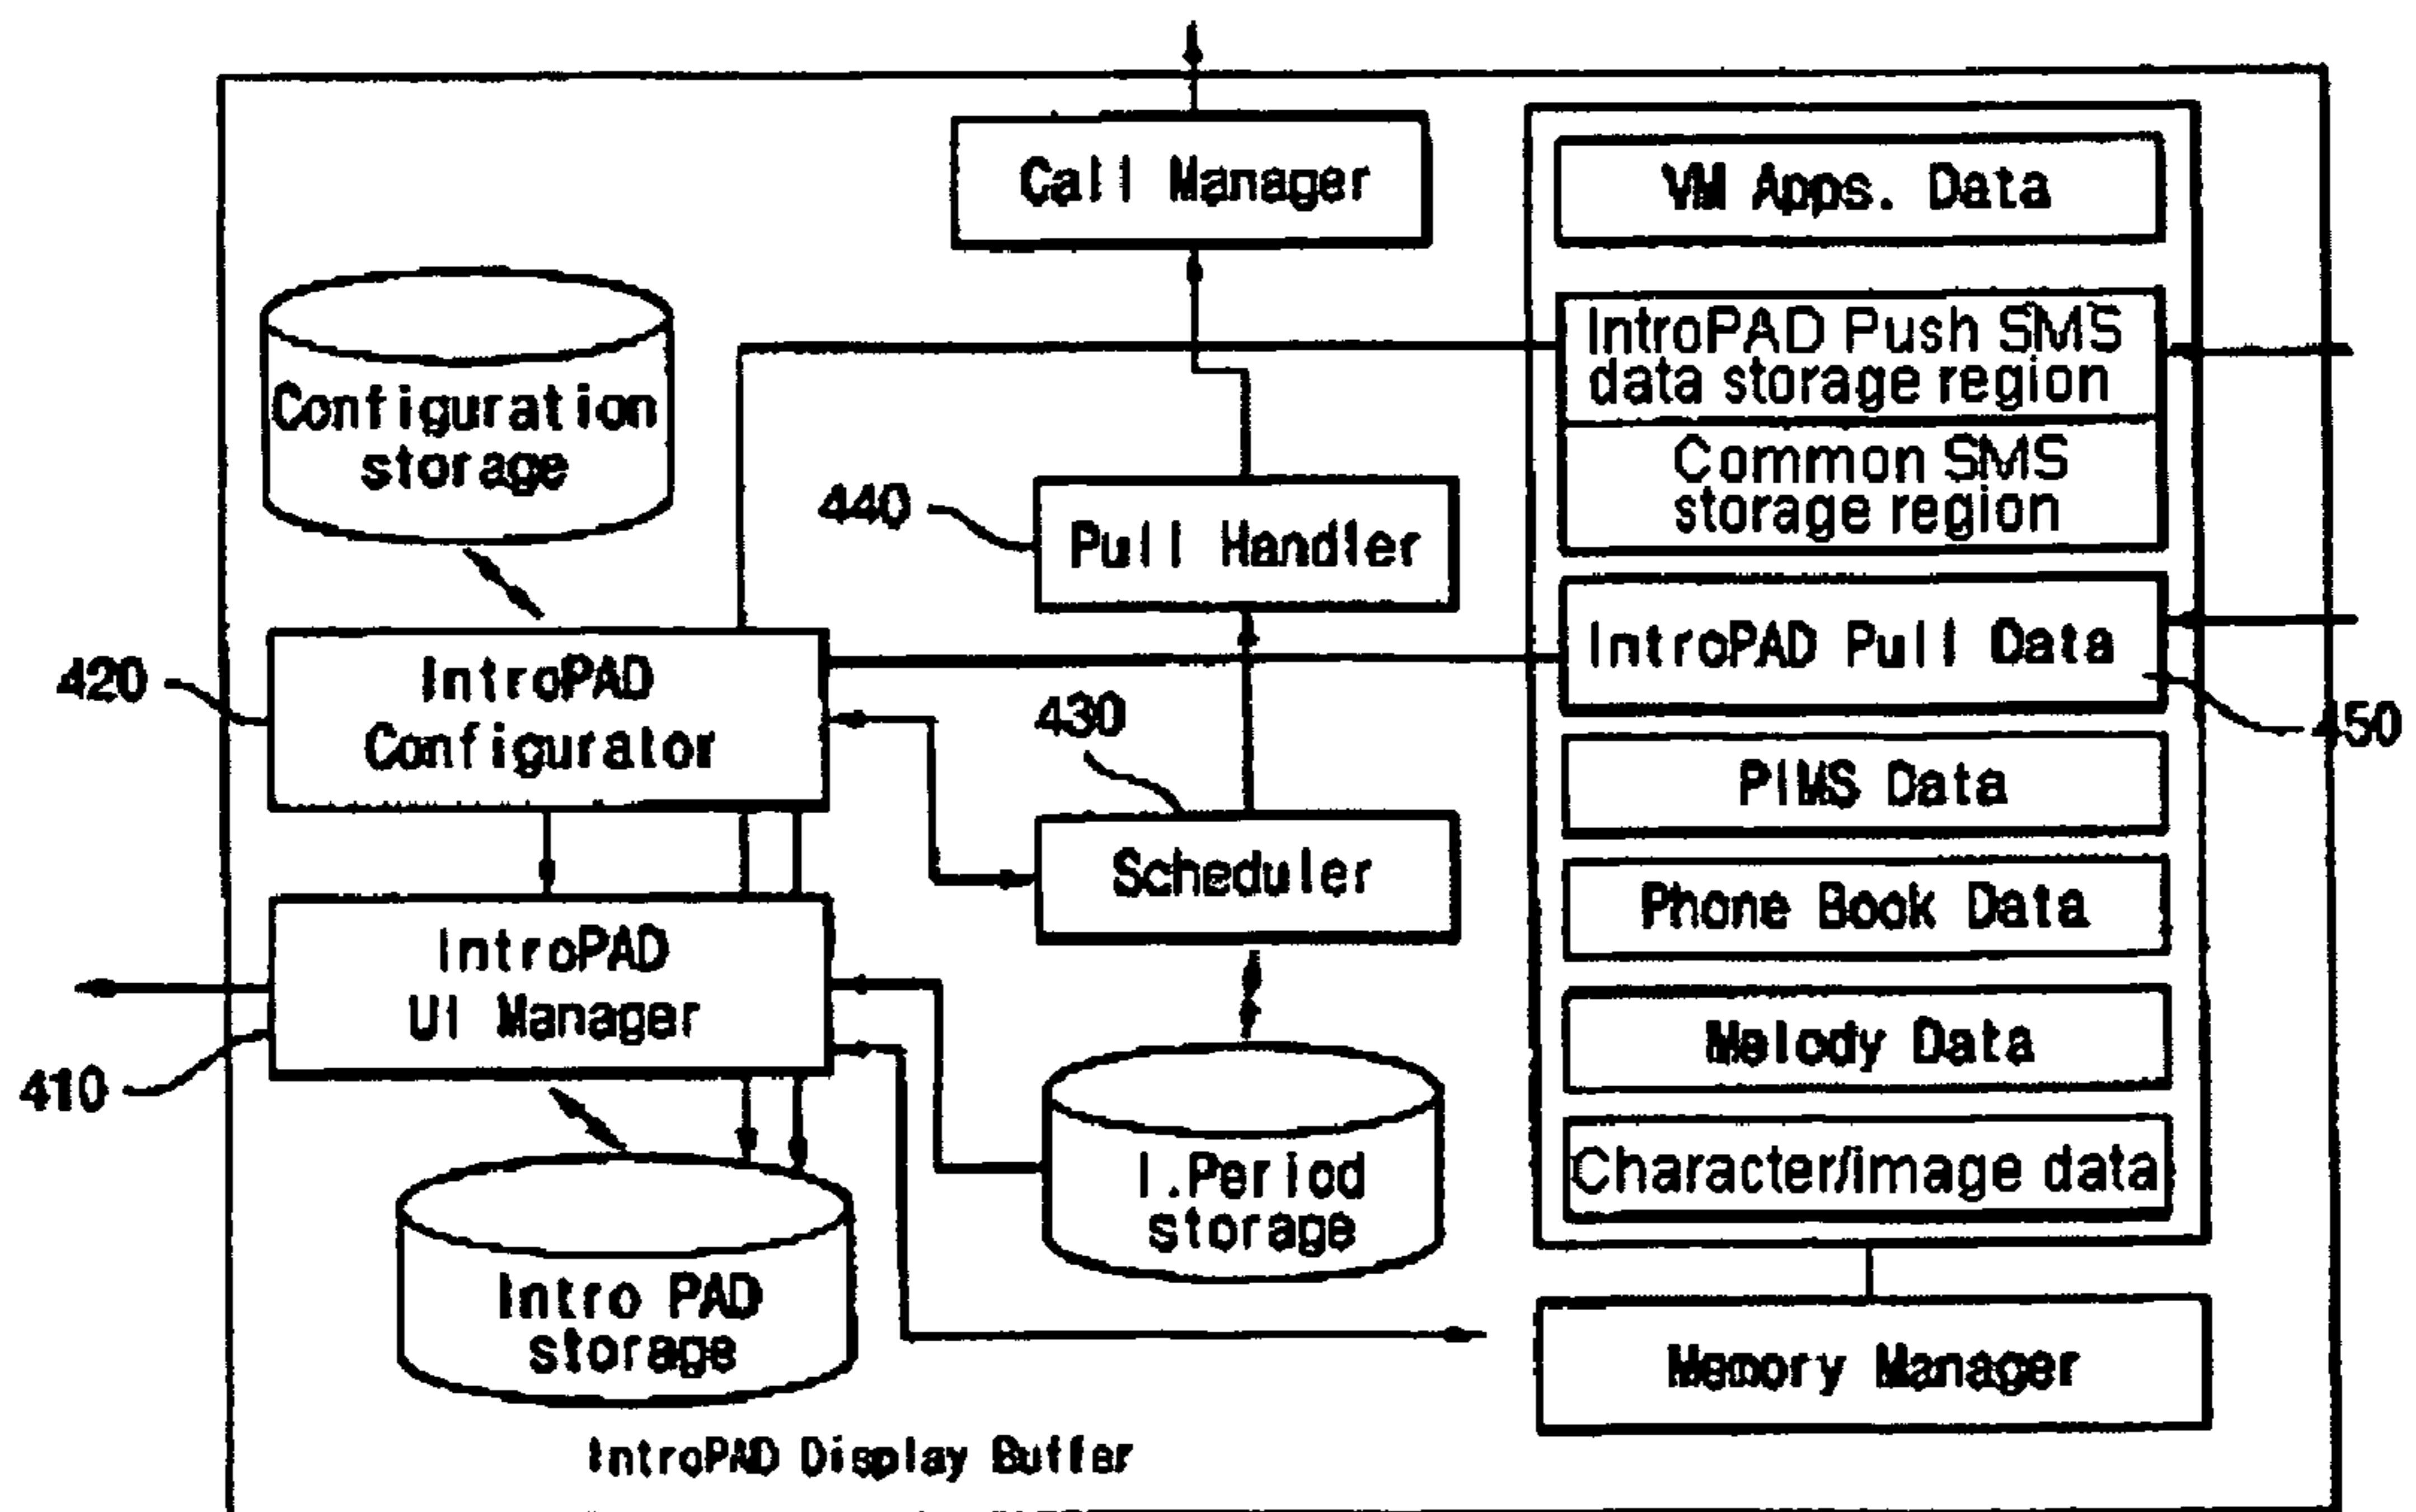 Call Manager
VM Apps. Data
Configuration
storage
IntroPAD Push SMS
data storage region
Common SMS
storage region
440
Pull Handler
IntroPAD Pull Data
450
420
IntroPAD
Configurator
430
Scheduler
PIMS Data
Phone Book Data
IntroPAD
UI Manager
410
Melody Data
I.Period
storage
Character/image data
Intro PAD
storage
Memory Manager
IntroPAD Display Buffer